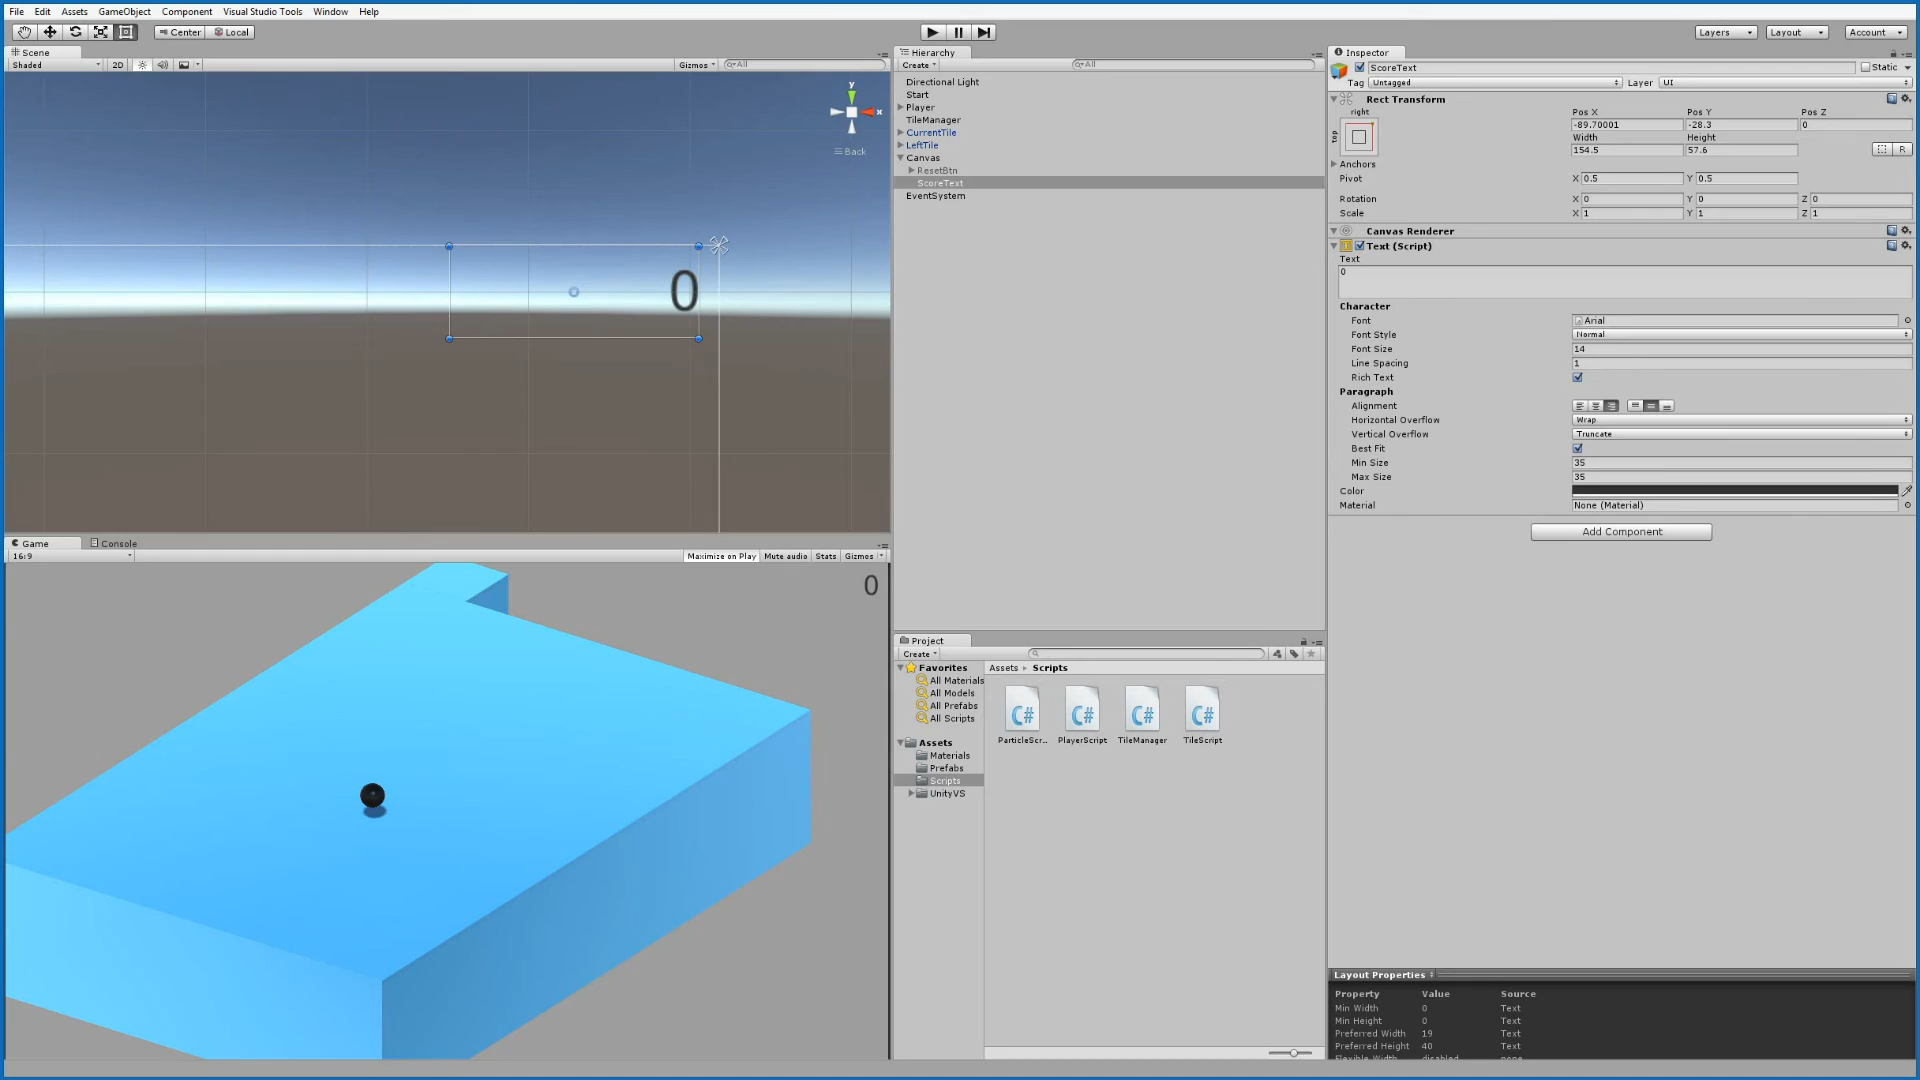 File Edit Assets GameObject Component Visual Studio Tools Window Help
Center Local
Layers Layout Account
Scene
Shaded 2D Gizmos All
y
x
Back
0
Game Console
16:9 Maximize on Play Mute audio Stats Gizmos
0
Hierarchy
Create All
Directional Light
Start
Player
TileManager
CurrentTile
LeftTile
Canvas
ResetBtn
ScoreText
EventSystem
Project
Create
Favorites
All Materials
All Models
All Prefabs
All Scripts
Assets
Materials
Prefabs
Scripts
UnityVS
Assets Scripts
C# C# C# C#
ParticleScr... PlayerScript TileManager TileScript
Inspector
ScoreText Static
Tag Untagged Layer UI
Rect Transform
right Pos X Pos Y Pos Z
top -89.70001 -28.3 0
Width Height
154.5 57.6 R
Anchors
Pivot X 0.5 Y 0.5
Rotation X 0 Y 0 Z 0
Scale X 1 Y 1 Z 1
Canvas Renderer
Text (Script)
Text
0
Character
Font Arial
Font Style Normal
Font Size 14
Line Spacing 1
Rich Text
Paragraph
Alignment
Horizontal Overflow Wrap
Vertical Overflow Truncate
Best Fit
Min Size 35
Max Size 35
Color
Material None (Material)
Add Component
Layout Properties
Property Value Source
Min Width 0 Text
Min Height 0 Text
Preferred Width 19 Text
Preferred Height 40 Text
Flexible Width disabled none